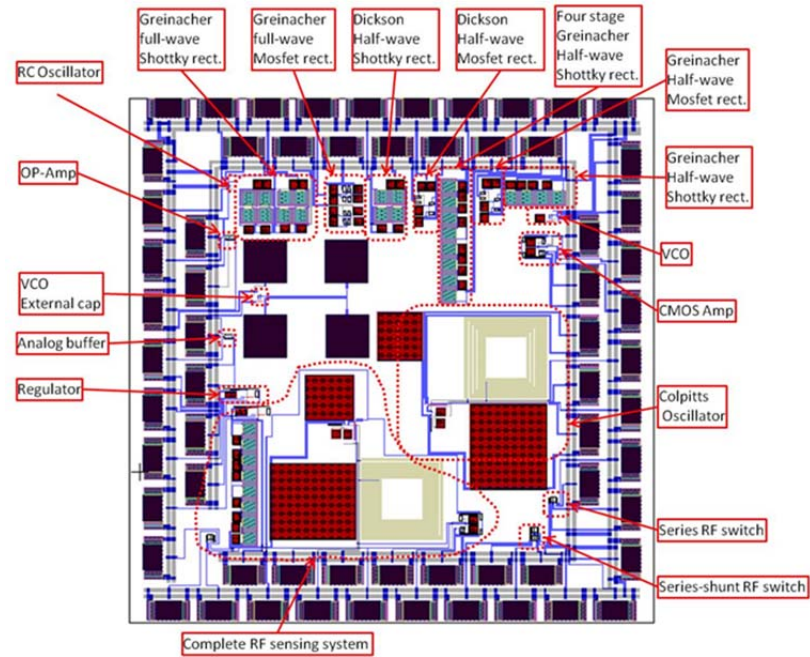 Greinacher
full-wave
Shottky rect.
Greinacher
full-wave
Mosfet rect.
Dickson
Half-wave
Shottky rect.
Dickson
Half-wave
Mosfet rect.
Four stage
Greinacher
Half-wave
Shottky rect.
Greinacher
Half-wave
Mosfet rect.
RC Oscillator
OP-Amp
Greinacher
Half-wave
Shottky rect.
VCO
VCO
External cap
CMOS Amp
Analog buffer
Regulator
Colpitts
Oscillator
Series RF switch
Series-shunt RF switch
Complete RF sensing system